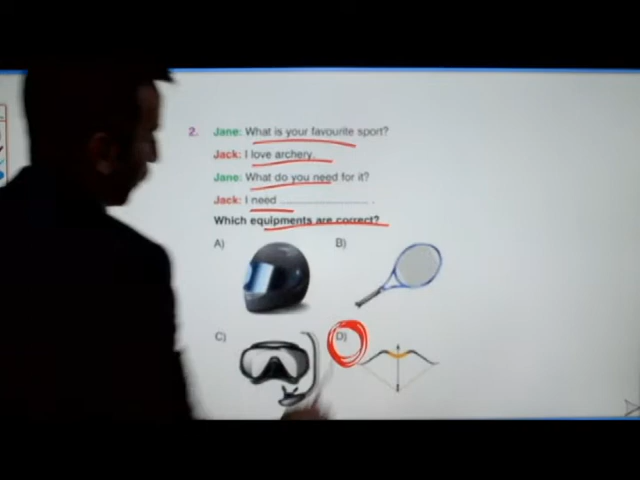 2. Jane: What is your favourite sport?
Jack: I love archery.
Jane: What do you need for it?
Jack: I need ........................... .
Which equipments are correct?
A)
B)
C)
D)